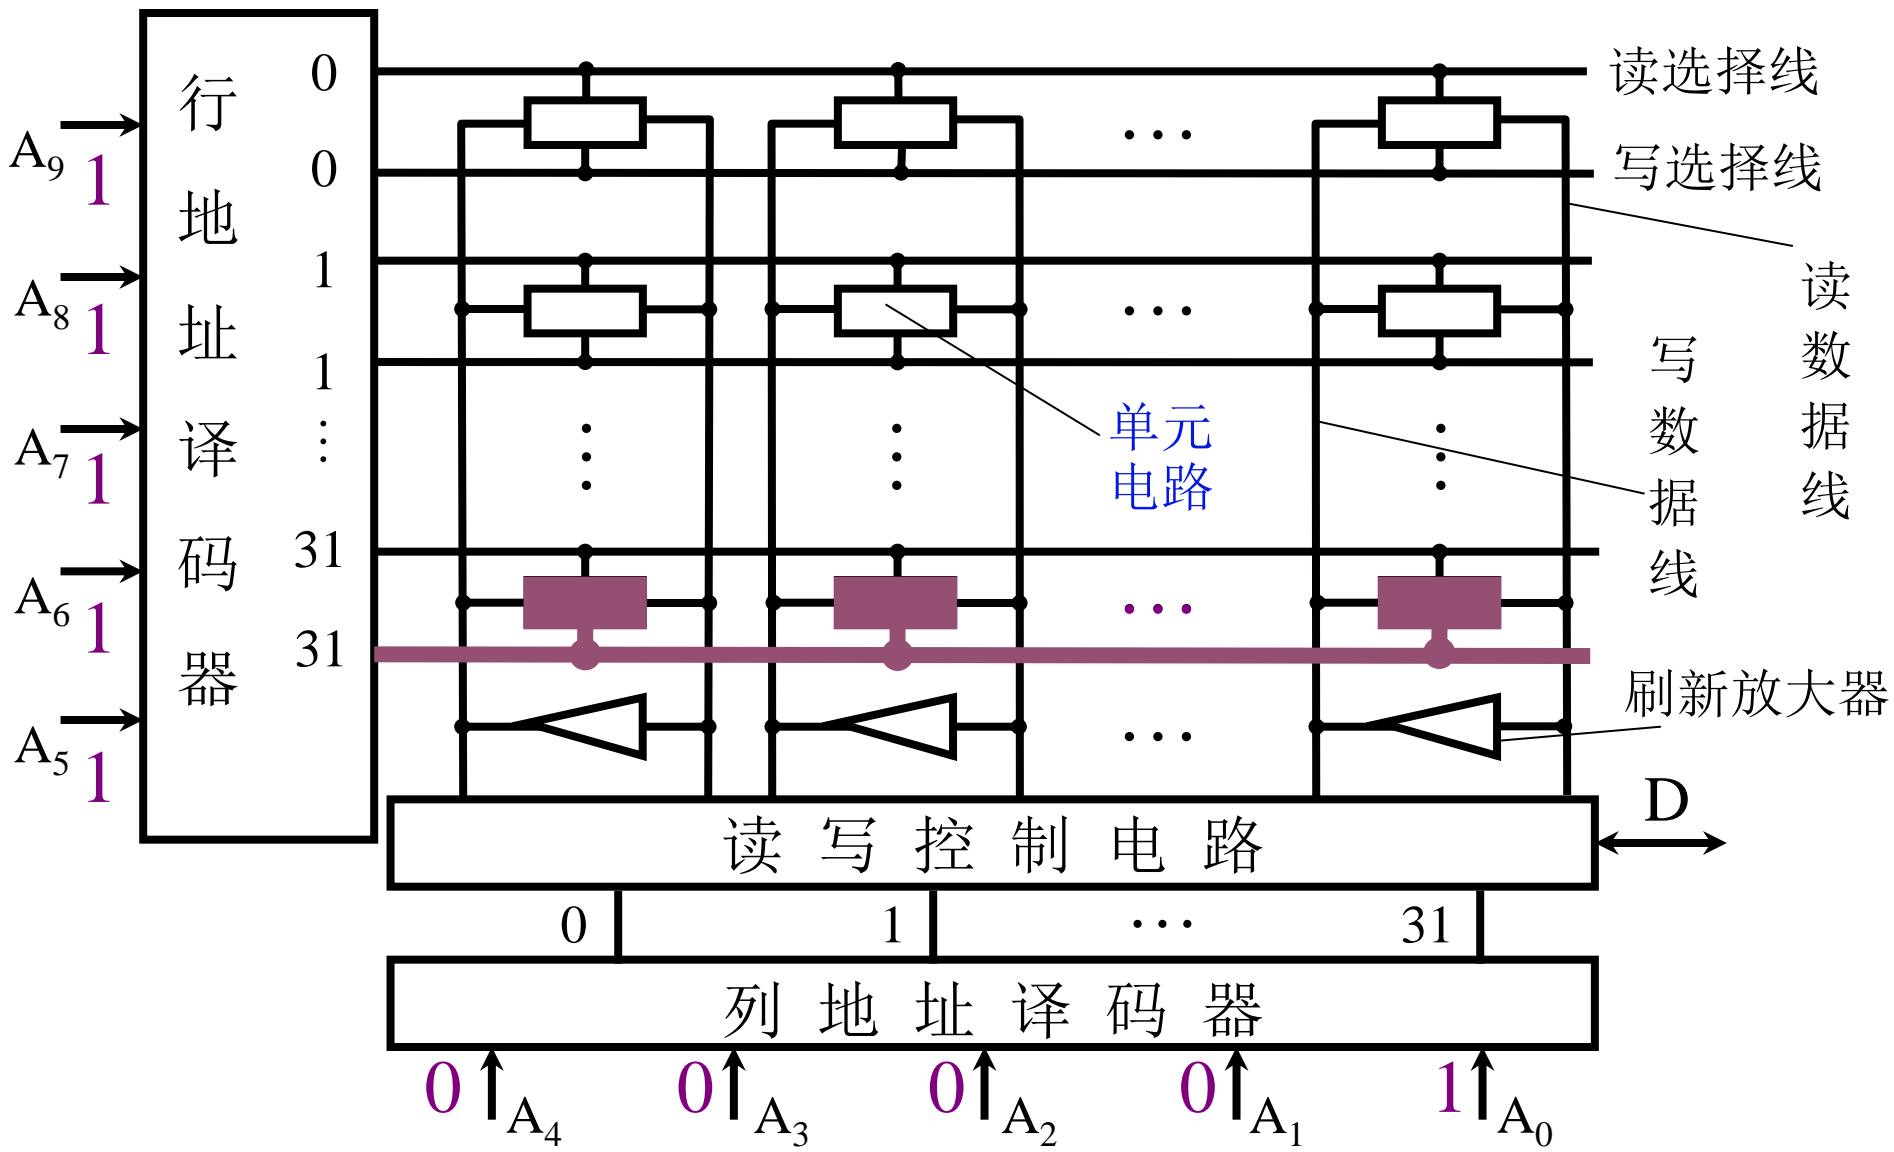 行地址译码器
A9 1
A8 1
A7 1
A6 1
A5 1
0
0
1
1
⋮
31
31
读选择线
写选择线
…
…
读数据线
写数据线
单元
电路
…
刷新放大器
…
读写控制电路
D
0 1 … 31
列地址译码器
0 A4 0 A3 0 A2 0 A1 1 A0